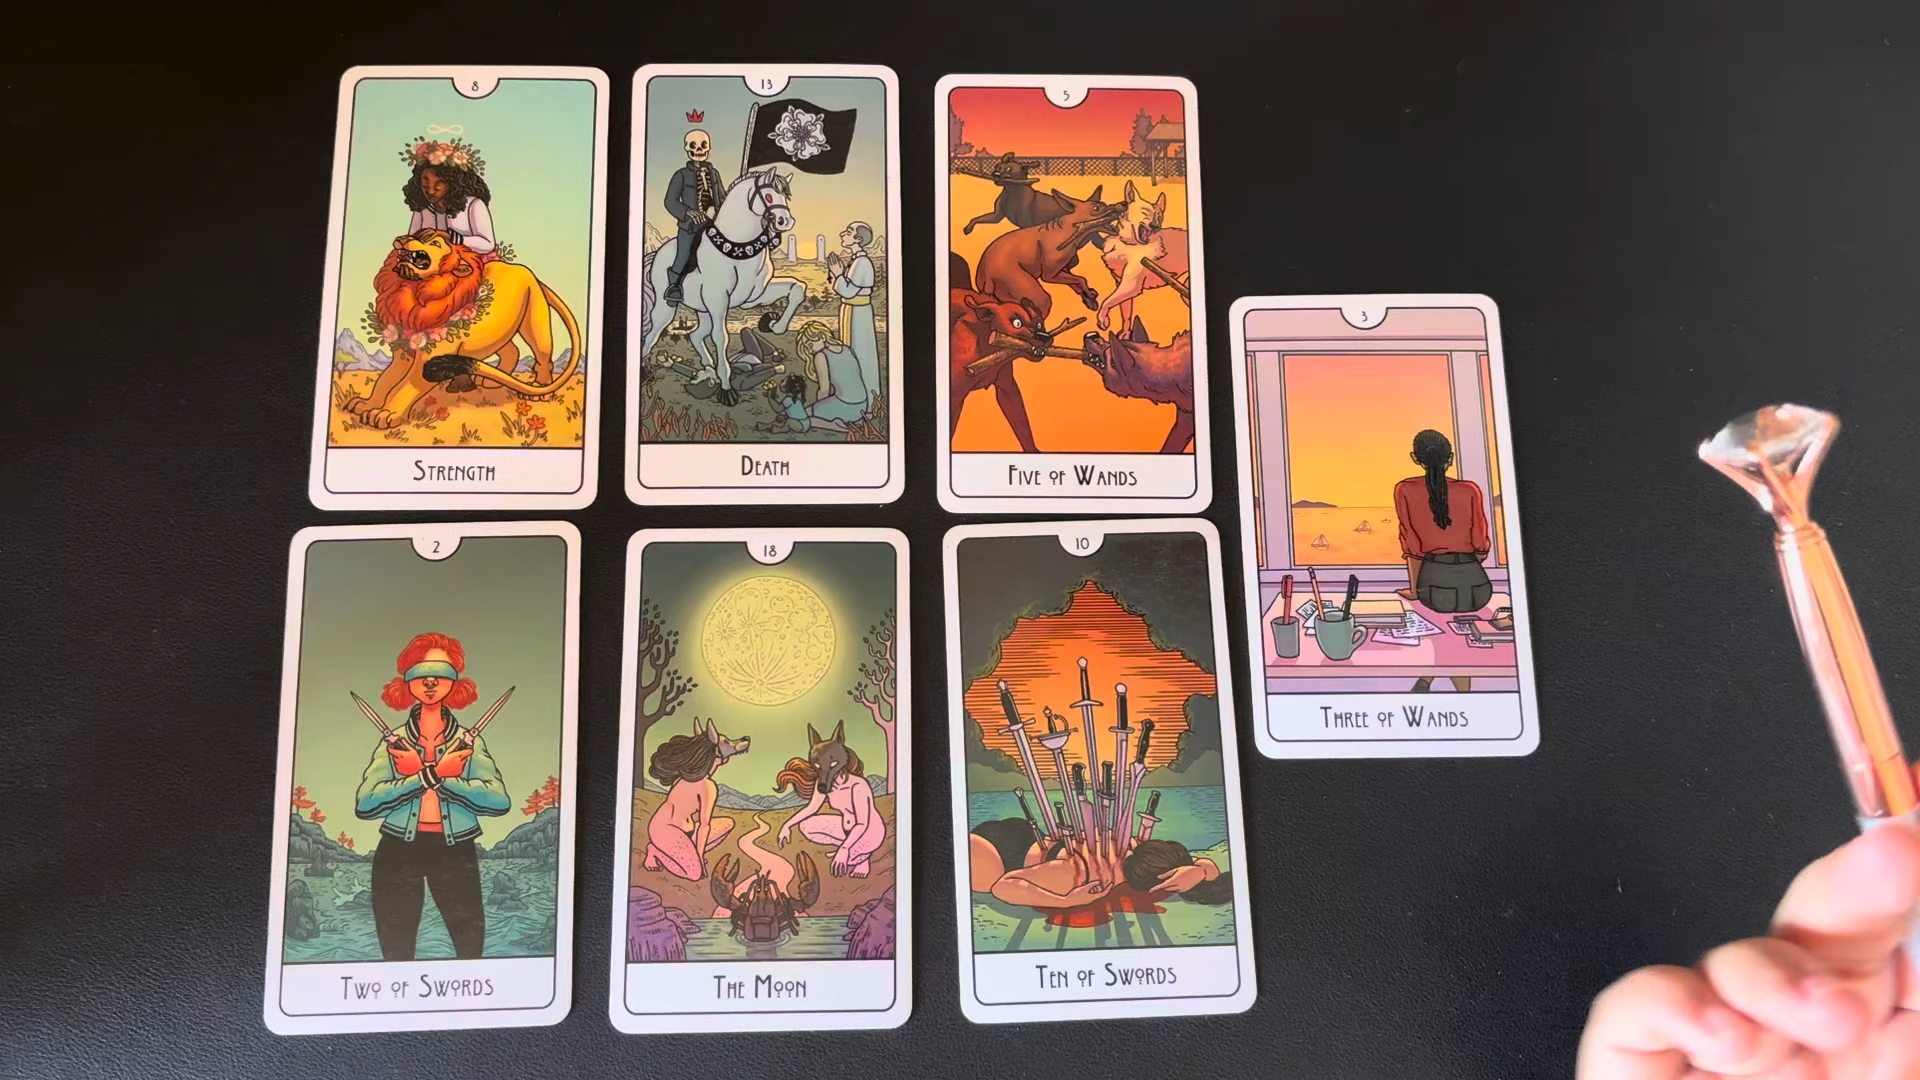 8
STRENGTH
13
DEATH
5
FIVE OF WANDS
3
THREE OF WANDS
2
TWO OF SWORDS
18
THE MOON
10
TEN OF SWORDS